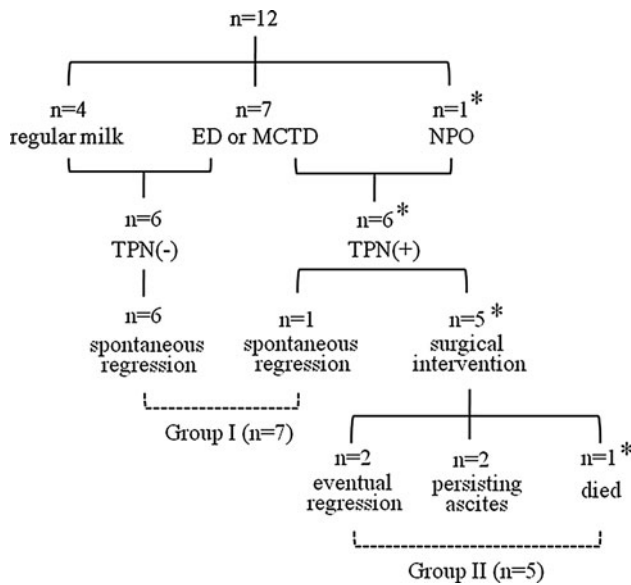 n=12
n=4 n=7 n=1*
regular milk ED or MCTD NPO
n=6 n=6*
TPN(-) TPN(+)
n=6 n=1 n=5*
spontaneous spontaneous surgical
regression regression intervention
Group I (n=7)
n=2 n=2 n=1*
eventual persisting died
regression ascites
Group II (n=5)